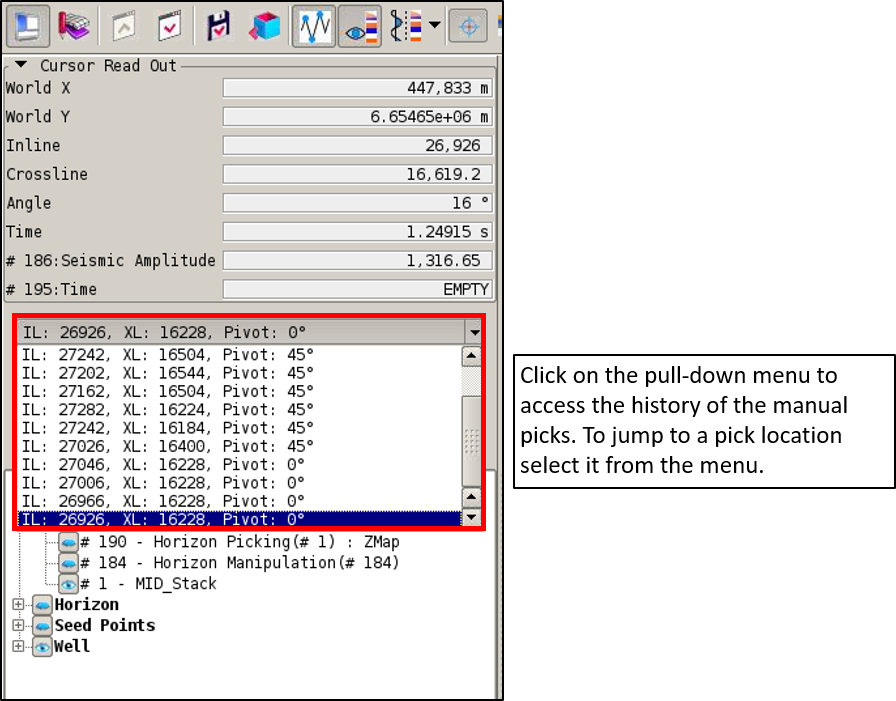 Cursor Read Out
World X 447,833 m
World Y 6.65465e+06 m
Inline 26,926
Crossline 16,619.2
Angle 16 °
Time 1.24915 s
# 186:Seismic Amplitude 1,316.65
# 195:Time EMPTY
IL: 26926, XL: 16228, Pivot: 0°
IL: 27242, XL: 16504, Pivot: 45°
IL: 27202, XL: 16544, Pivot: 45°
IL: 27162, XL: 16504, Pivot: 45°
IL: 27282, XL: 16224, Pivot: 45°
IL: 27242, XL: 16184, Pivot: 45°
IL: 27026, XL: 16400, Pivot: 45°
IL: 27046, XL: 16228, Pivot: 0°
IL: 27006, XL: 16228, Pivot: 0°
IL: 26966, XL: 16228, Pivot: 0°
IL: 26926, XL: 16228, Pivot: 0°
# 190 - Horizon Picking(# 1) : ZMap
# 184 - Horizon Manipulation(# 184)
# 1 - MID_Stack
Horizon
Seed Points
Well
Click on the pull-down menu to
access the history of the manual
picks. To jump to a pick location
select it from the menu.